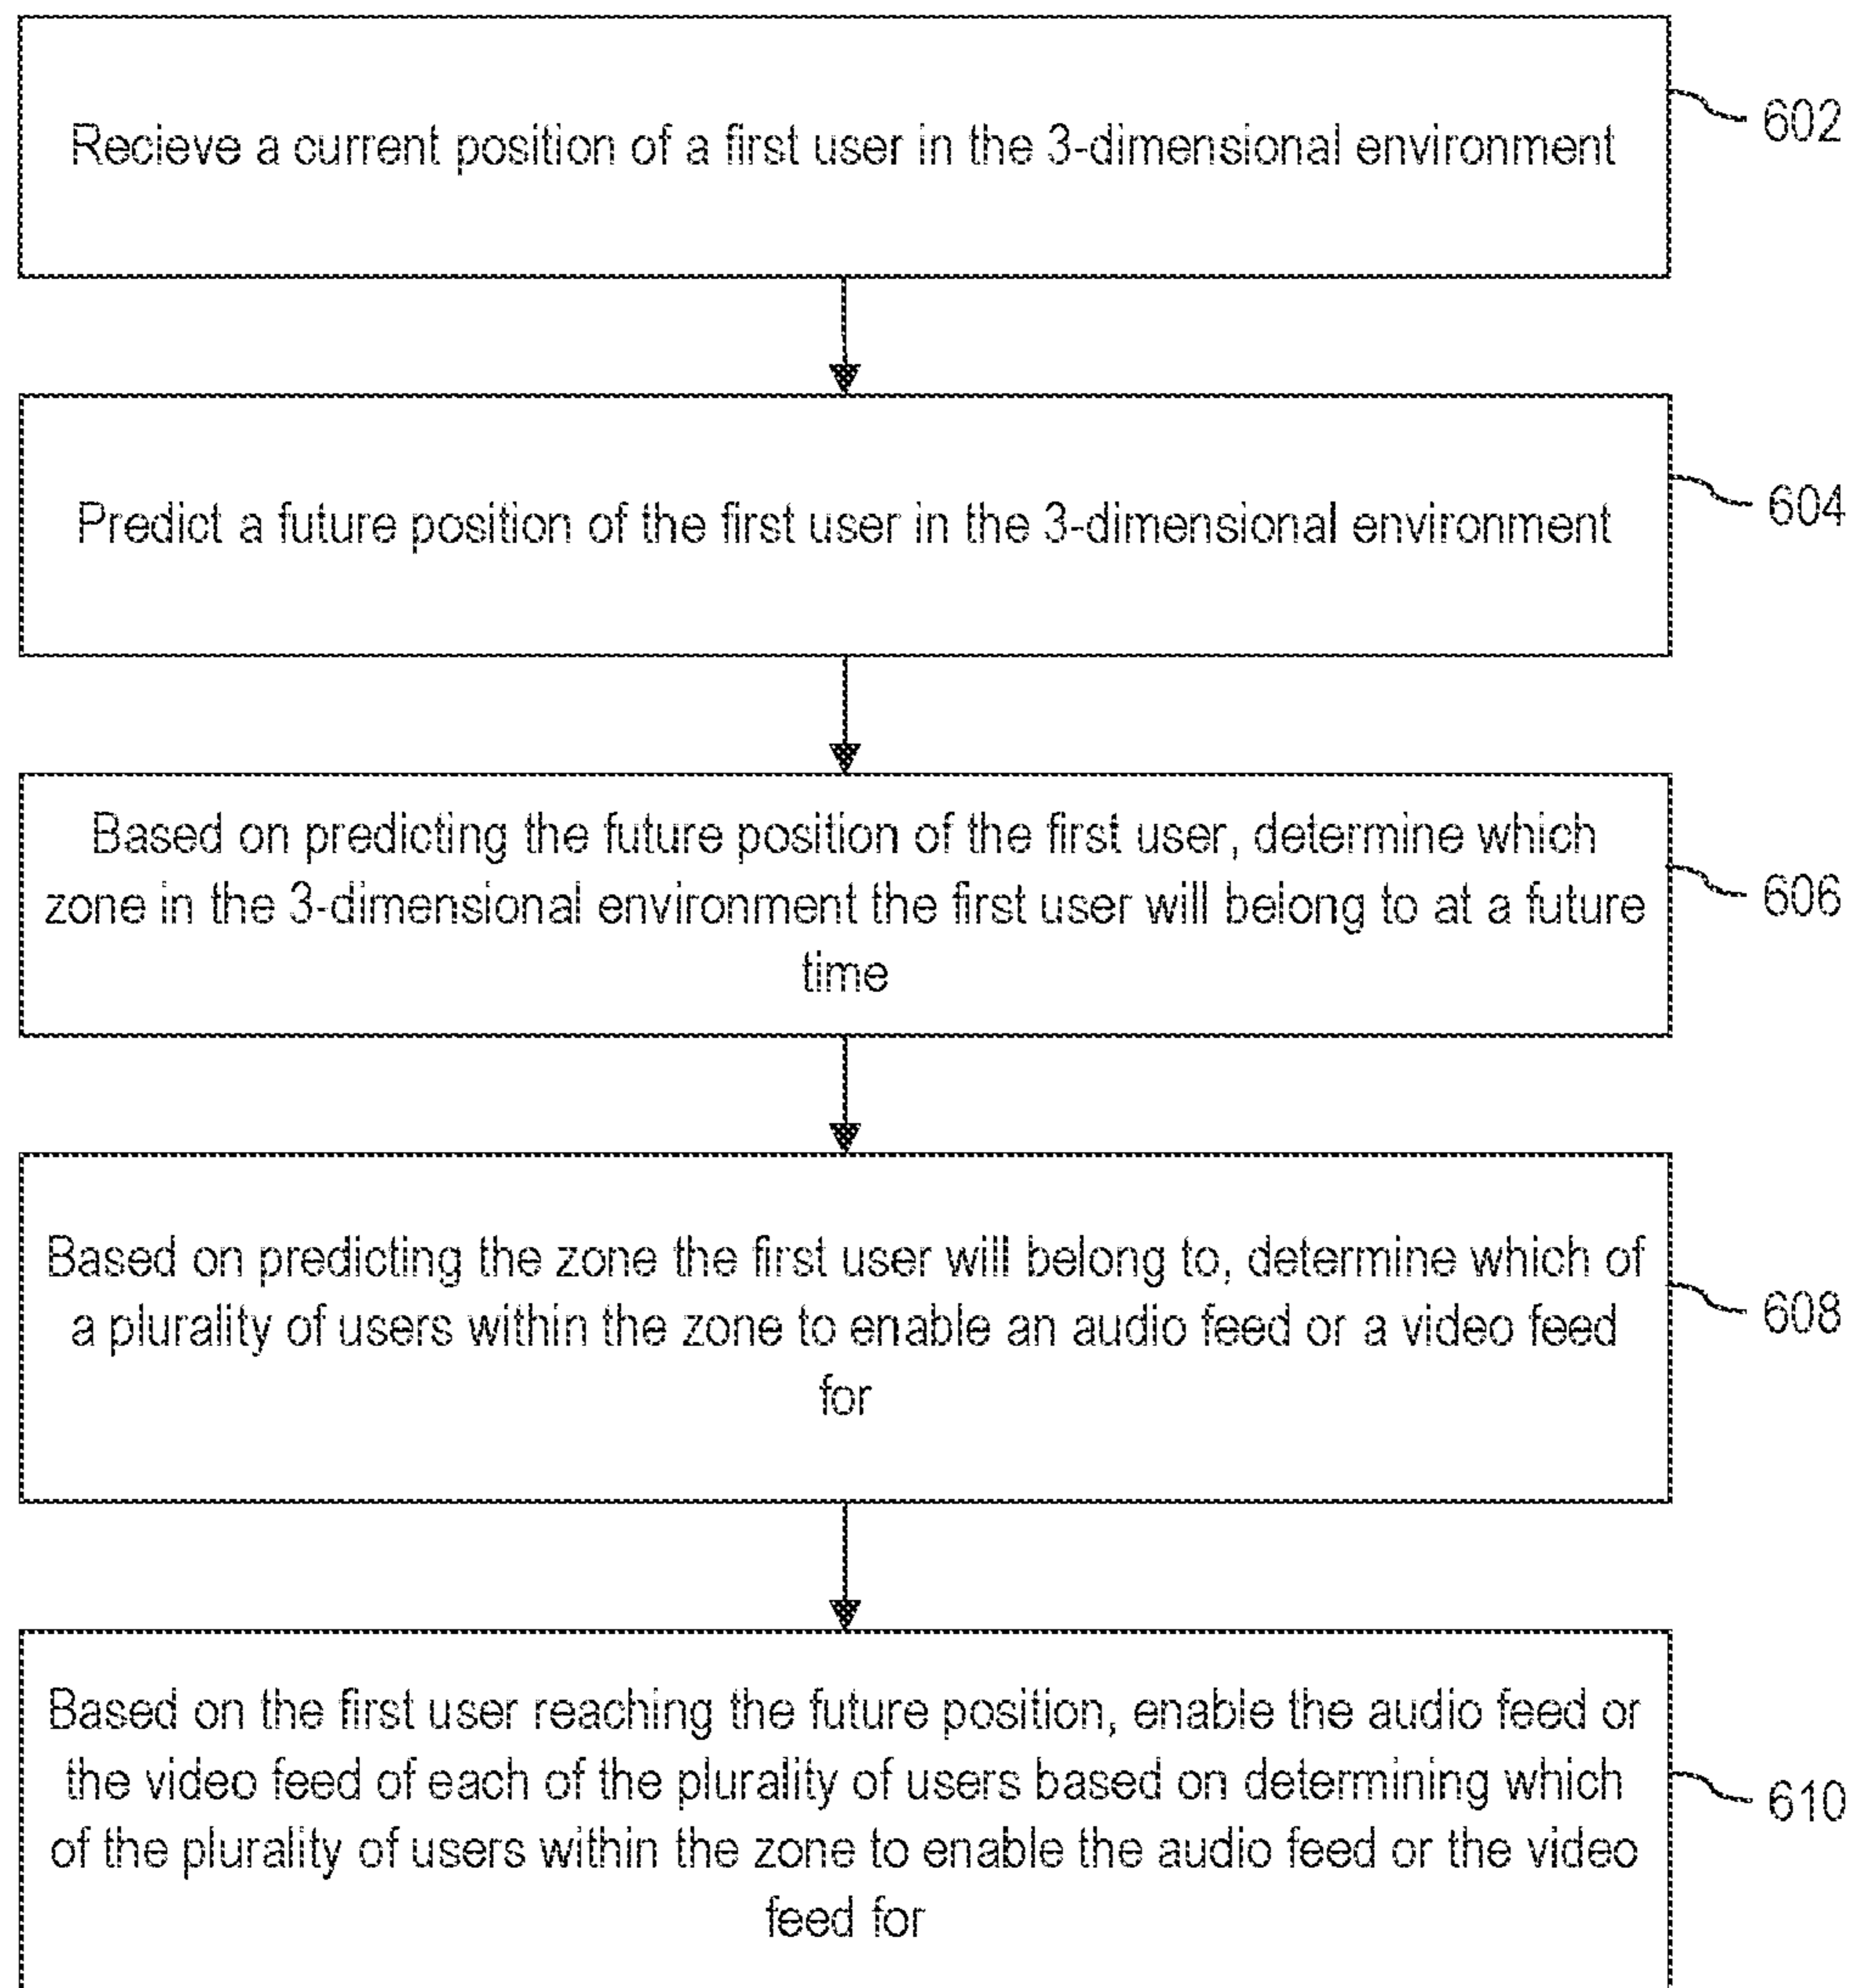 Recieve a current position of a first user in the 3-dimensional environment
602
Predict a future position of the first user in the 3-dimensional environment
604
Based on predicting the future position of the first user, determine which
zone in the 3-dimensional environment the first user will belong to at a future
time
606
Based on predicting the zone the first user will belong to, determine which of
a plurality of users within the zone to enable an audio feed or a video feed
for
608
Based on the first user reaching the future position, enable the audio feed or
the video feed of each of the plurality of users based on determining which
of the plurality of users within the zone to enable the audio feed or the video
feed for
610